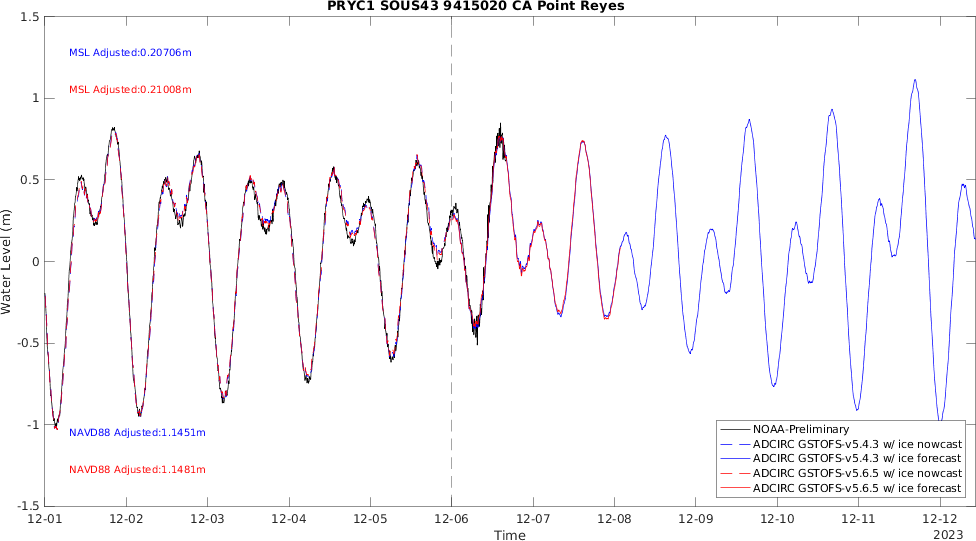 PRYC1 SOUS43 9415020 CA Point Reyes
1.5
1
0.5
0
-0.5
-1
-1.5
Water Level (m)
MSL Adjusted:0.20706m
MSL Adjusted:0.21008m
NAVD88 Adjusted:1.1451m
NAVD88 Adjusted:1.1481m
NOAA-Preliminary
ADCIRC GSTOFS-v5.4.3 w/ ice nowcast
ADCIRC GSTOFS-v5.4.3 w/ ice forecast
ADCIRC GSTOFS-v5.6.5 w/ ice nowcast
ADCIRC GSTOFS-v5.6.5 w/ ice forecast
12-01 12-02 12-03 12-04 12-05 12-06 12-07 12-08 12-09 12-10 12-11 12-12
Time
2023